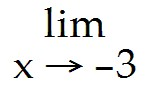 lim
x → –3